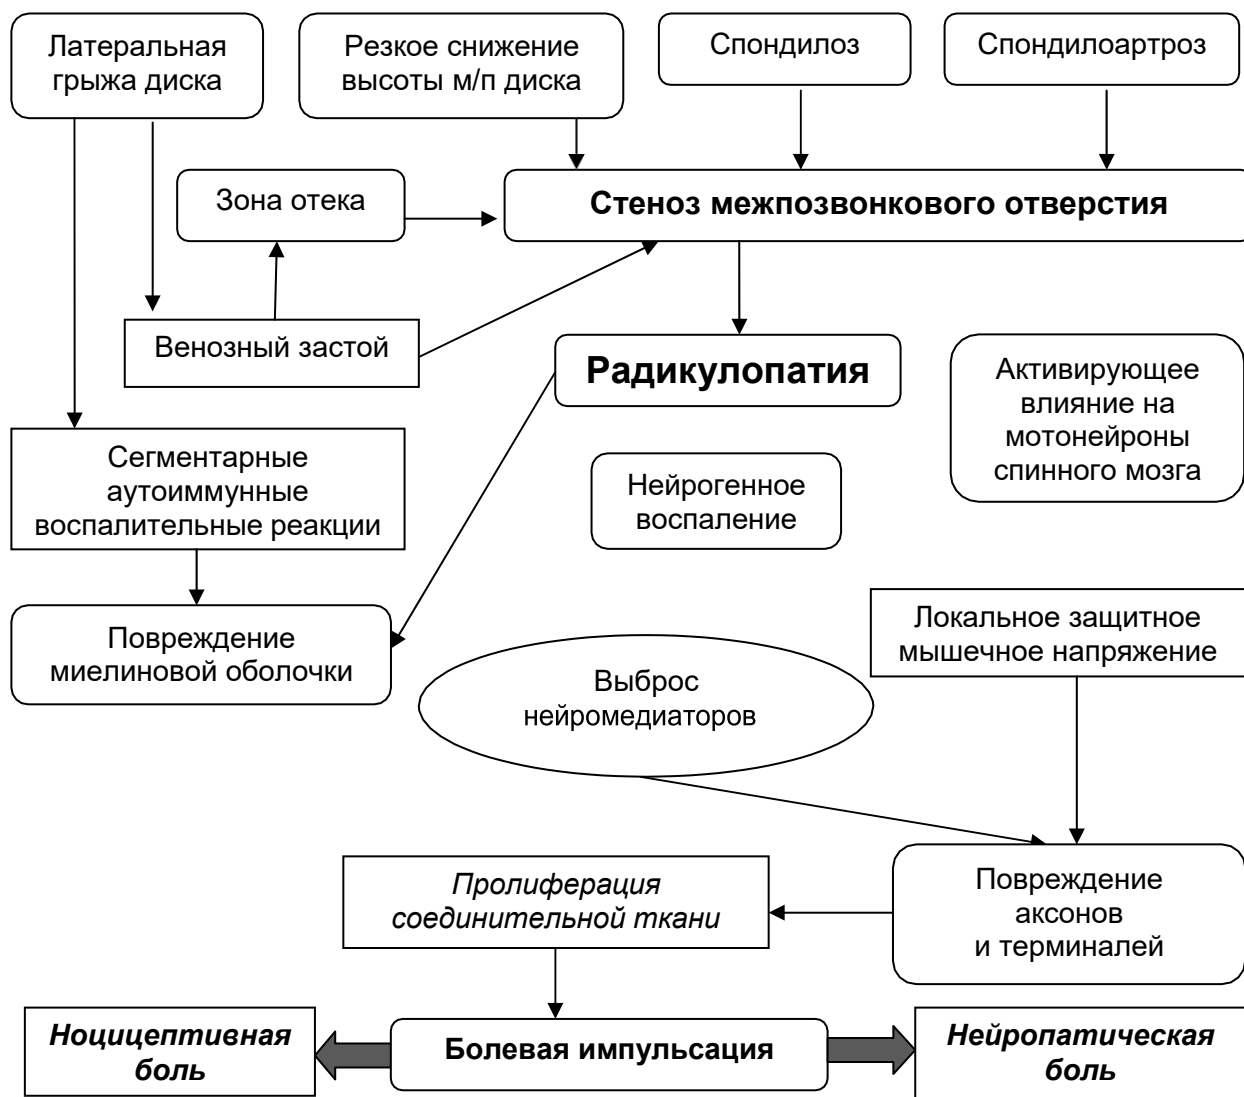 Латеральная
грыжа диска
Резкое снижение
высоты м/п диска
Спондилоз
Спондилоартроз
Зона отека
Стеноз межпозвонкового отверстия
Венозный застой
Радикулопатия
Активирующее
влияние на
мотонейроны
спинного мозга
Сегментарные
аутоиммунные
воспалительные реакции
Нейрогенное
воспаление
Повреждение
миелиновой оболочки
Локальное защитное
мышечное напряжение
Выброс
нейромедиаторов
Пролиферация
соединительной ткани
Повреждение
аксонов
и терминалей
Ноцицептивная
боль
Болевая импульсация
Нейропатическая
боль